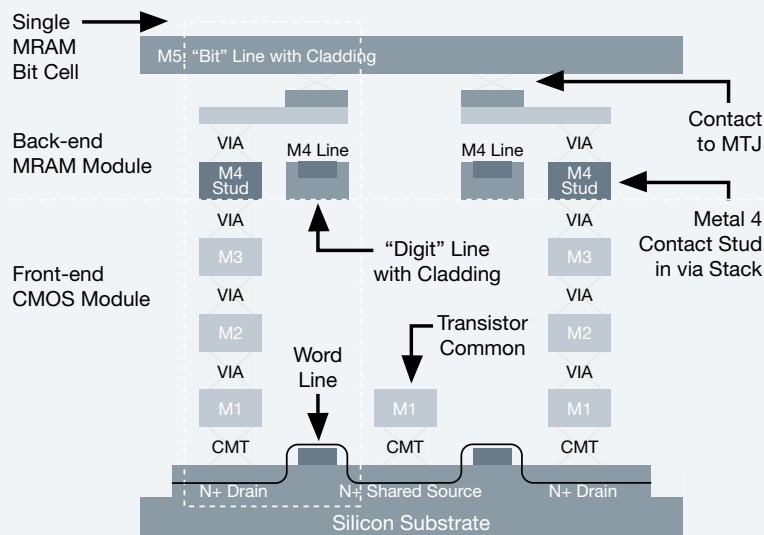 Single
MRAM
Bit Cell
M5: “Bit” Line with Cladding
Contact
to MTJ
Back-end
MRAM Module
VIA
M4 Line
M4 Line
VIA
M4
Stud
M4
Stud
Metal 4
Contact Stud
in via Stack
VIA
“Digit” Line
with Cladding
VIA
Front-end
CMOS Module
M3
M3
VIA
VIA
M2
Transistor
Common
M2
Word
Line
VIA
VIA
M1
M1
M1
CMT
CMT
CMT
N+ Drain
N+ Shared Source
N+ Drain
Silicon Substrate